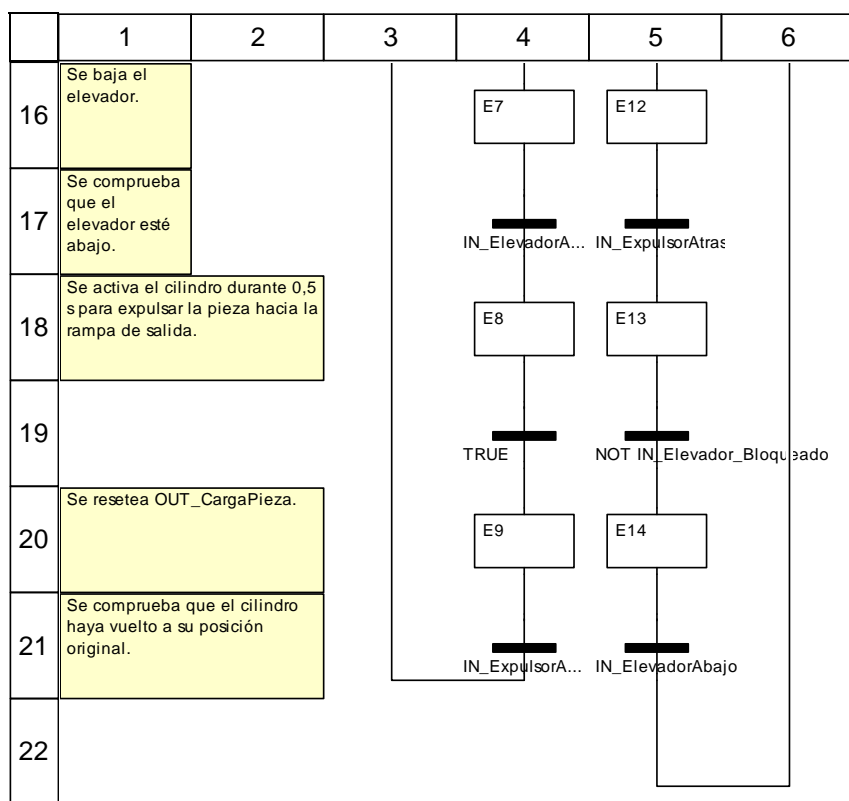 1 2 3 4 5 6
16
Se baja el
elevador.
E7 E12
17
Se comprueba
que el
elevador esté
abajo.
IN_ElevadorA... IN_ExpulsorAtras
18
Se activa el cilindro durante 0,5
s para expulsar la pieza hacia la
rampa de salida.
E8 E13
19
TRUE NOT IN_Elevador_Bloqueado
20
Se resetea OUT_CargaPieza.
E9 E14
21
Se comprueba que el cilindro
haya vuelto a su posición
original.
IN_ExpulsorA... IN_ElevadorAbajo
22